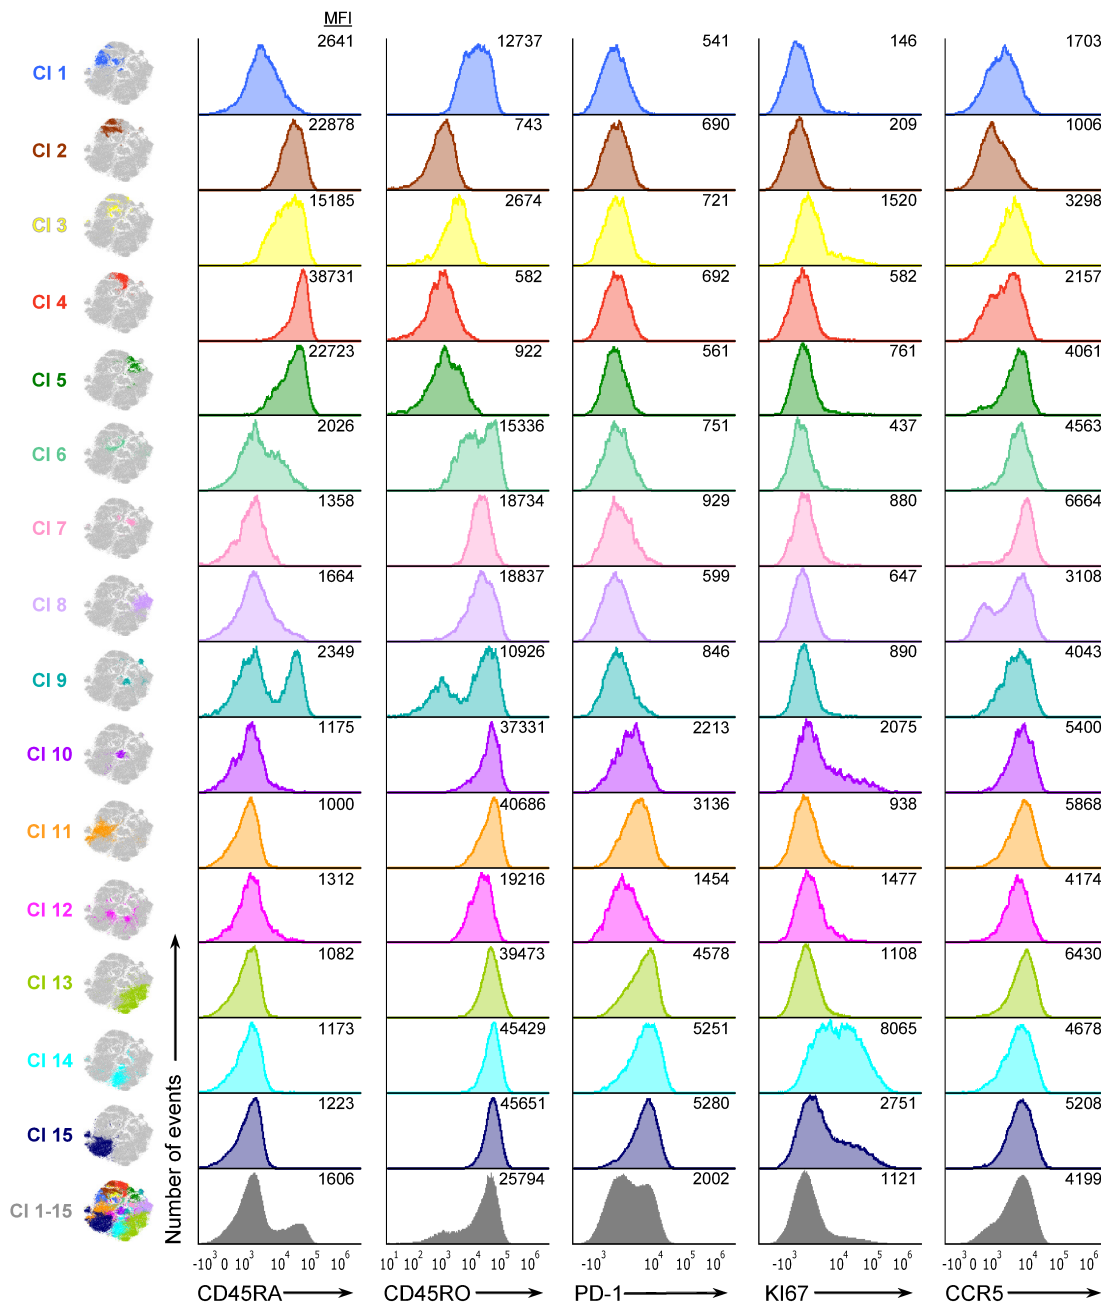 MFI
Cl 1 2641 12737 541 146 1703
Cl 2 22878 743 690 209 1006
Cl 3 15185 2674 721 1520 3298
Cl 4 38731 582 692 582 2157
Cl 5 22723 922 561 761 4061
Cl 6 2026 15336 751 437 4563
Cl 7 1358 18734 929 880 6664
Cl 8 1664 18837 599 647 3108
Cl 9 2349 10926 846 890 4043
Cl 10 1175 37331 2213 2075 5400
Cl 11 1000 40686 3136 938 5868
Cl 12 1312 19216 1454 1477 4174
Cl 13 1082 39473 4578 1108 6430
Cl 14 1173 45429 5251 8065 4678
Cl 15 1223 45651 5280 2751 5208
Cl 1-15 1606 25794 2002 1121 4199
Number of events
-10 0 10³ 10⁴ 10⁵ 10⁶ 10¹ 10² 10³ 10⁴ 10⁵ 10⁶ -10³ 10⁴ 10⁵ 10⁶ -10³ 10⁴ 10⁵ 10⁶ -10 0 10³ 10⁴ 10⁵ 10⁶
CD45RA CD45RO PD-1 KI67 CCR5